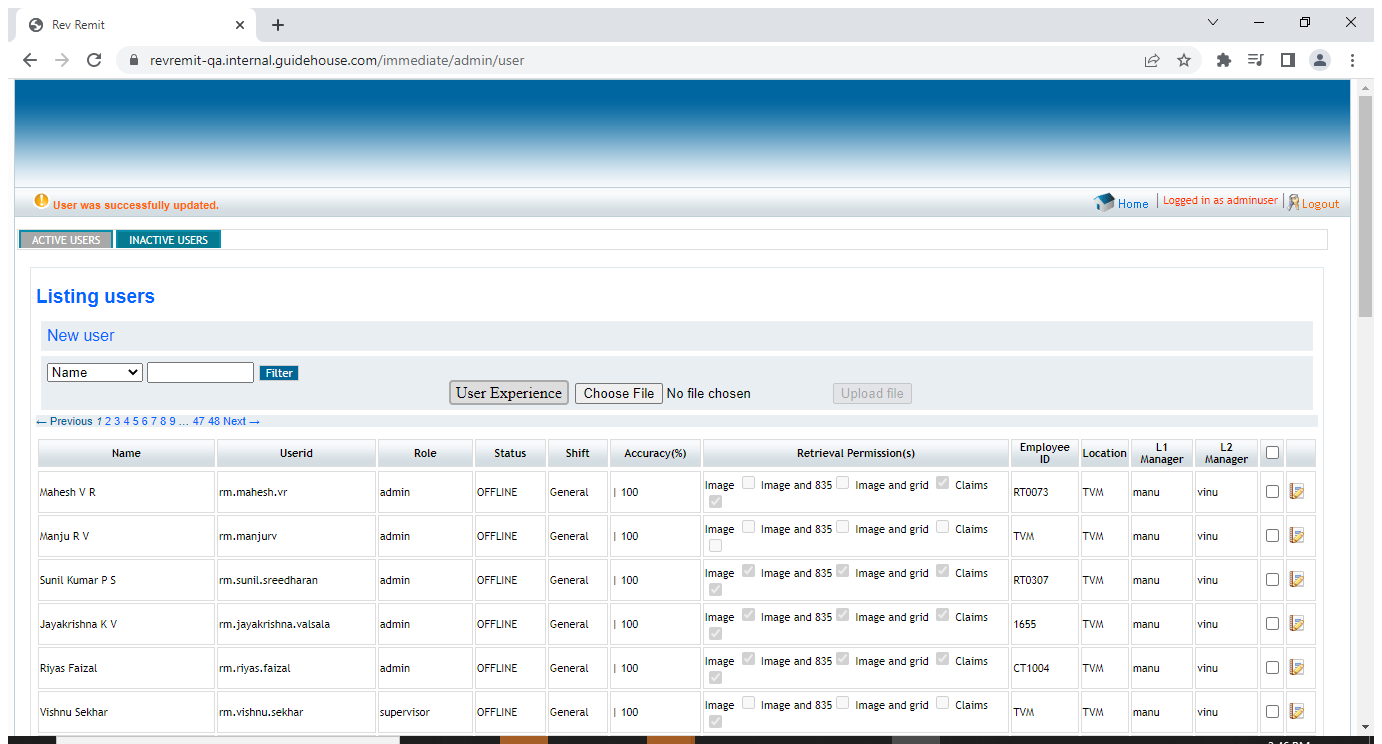 Rev Remit
revremit-qa.internal.guidehouse.com/immediate/admin/user
User was successfully updated.
Home Logged in as adminuser Logout
ACTIVE USERS INACTIVE USERS
Listing users
New user
Name Filter
User Experience Choose File No file chosen Upload file
← Previous 1 2 3 4 5 6 7 8 9 ... 47 48 Next →
Name Userid Role Status Shift Accuracy(%) Retrieval Permission(s) Employee ID Location L1 Manager L2 Manager
Mahesh V R rm.mahesh.vr admin OFFLINE General | 100 Image Image and 835 Image and grid Claims RT0073 TVM manu vinu
Manju R V rm.manjurv admin OFFLINE General | 100 Image Image and 835 Image and grid Claims TVM TVM manu vinu
Sunil Kumar P S rm.sunil.sreedharan admin OFFLINE General | 100 Image Image and 835 Image and grid Claims RT0307 TVM manu vinu
Jayakrishna K V rm.jayakrishna.valsala admin OFFLINE General | 100 Image Image and 835 Image and grid Claims 1655 TVM manu vinu
Riyas Faizal rm.riyas.faizal admin OFFLINE General | 100 Image Image and 835 Image and grid Claims CT1004 TVM manu vinu
Vishnu Sekhar rm.vishnu.sekhar supervisor OFFLINE General | 100 Image Image and 835 Image and grid Claims TVM TVM manu vinu